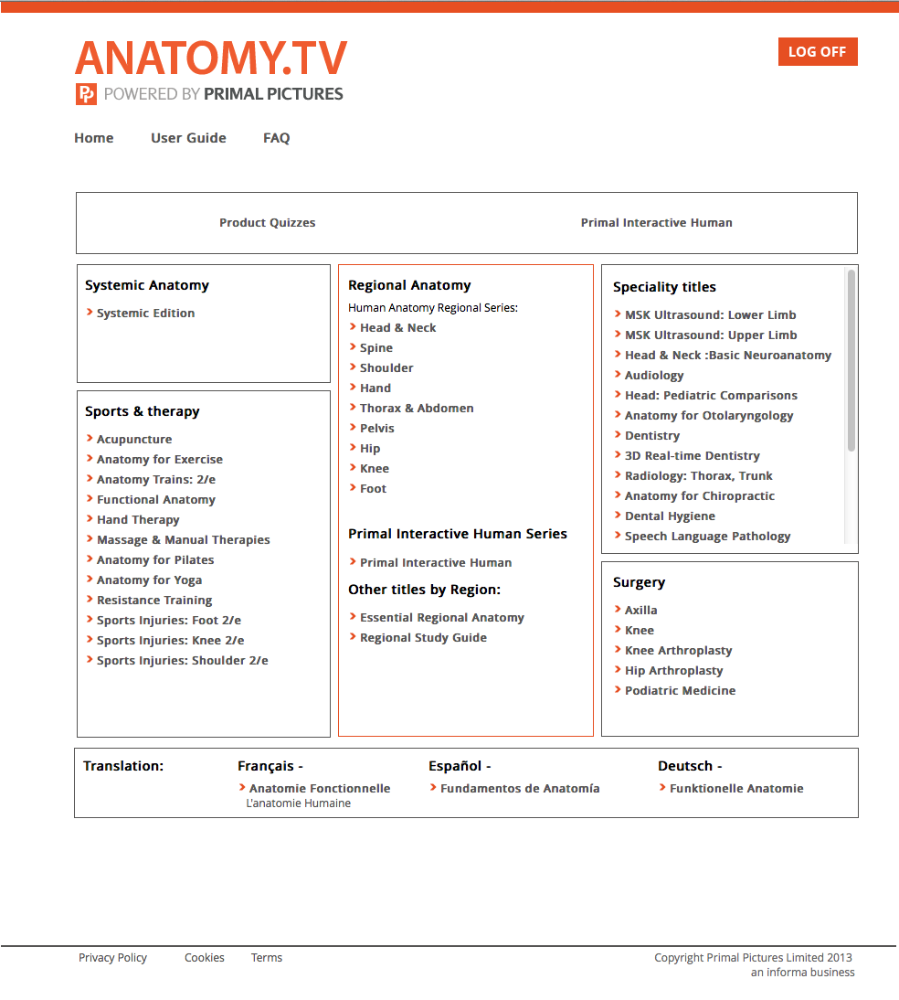 ANATOMY.TV
LOG OFF
POWERED BY PRIMAL PICTURES
Home User Guide FAQ
Product Quizzes Primal Interactive Human
Systemic Anatomy
Systemic Edition
Sports & therapy
Acupuncture
Anatomy for Exercise
Anatomy Trains: 2/e
Functional Anatomy
Hand Therapy
Massage & Manual Therapies
Anatomy for Pilates
Anatomy for Yoga
Resistance Training
Sports Injuries: Foot 2/e
Sports Injuries: Knee 2/e
Sports Injuries: Shoulder 2/e
Regional Anatomy
Human Anatomy Regional Series:
Head & Neck
Spine
Shoulder
Hand
Thorax & Abdomen
Pelvis
Hip
Knee
Foot
Primal Interactive Human Series
Primal Interactive Human
Other titles by Region:
Essential Regional Anatomy
Regional Study Guide
Speciality titles
MSK Ultrasound: Lower Limb
MSK Ultrasound: Upper Limb
Head & Neck :Basic Neuroanatomy
Audiology
Head: Pediatric Comparisons
Anatomy for Otolaryngology
Dentistry
3D Real-time Dentistry
Radiology: Thorax, Trunk
Anatomy for Chiropractic
Dental Hygiene
Speech Language Pathology
Surgery
Axilla
Knee
Knee Arthroplasty
Hip Arthroplasty
Podiatric Medicine
Translation:
Français -
Anatomie Fonctionnelle
L'anatomie Humaine
Español -
Fundamentos de Anatomía
Deutsch -
Funktionelle Anatomie
Privacy Policy Cookies Terms
Copyright Primal Pictures Limited 2013
an informa business